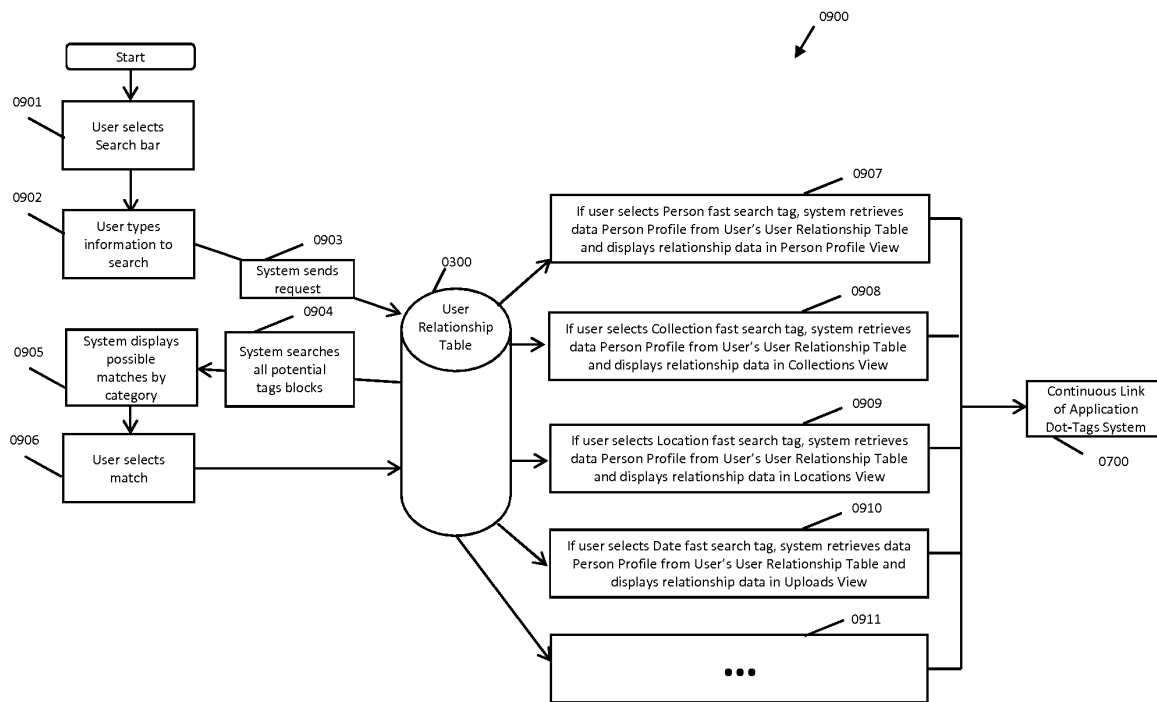 0900
Start
0901
User selects
Search bar
0902
User types
information to
search
0903
System sends
request
0300
User
Relationship
Table
0904
System searches
all potential
tags blocks
0905
System displays
possible
matches by
category
0906
User selects
match
0907
If user selects Person fast search tag, system retrieves
data Person Profile from User's User Relationship Table
and displays relationship data in Person Profile View
0908
If user selects Collection fast search tag, system retrieves
data Person Profile from User's User Relationship Table
and displays relationship data in Collections View
0909
If user selects Location fast search tag, system retrieves
data Person Profile from User's User Relationship Table
and displays relationship data in Locations View
0910
If user selects Date fast search tag, system retrieves data
Person Profile from User's User Relationship Table and
displays relationship data in Uploads View
0911
•••
Continuous Link
of Application
Dot-Tags System
0700